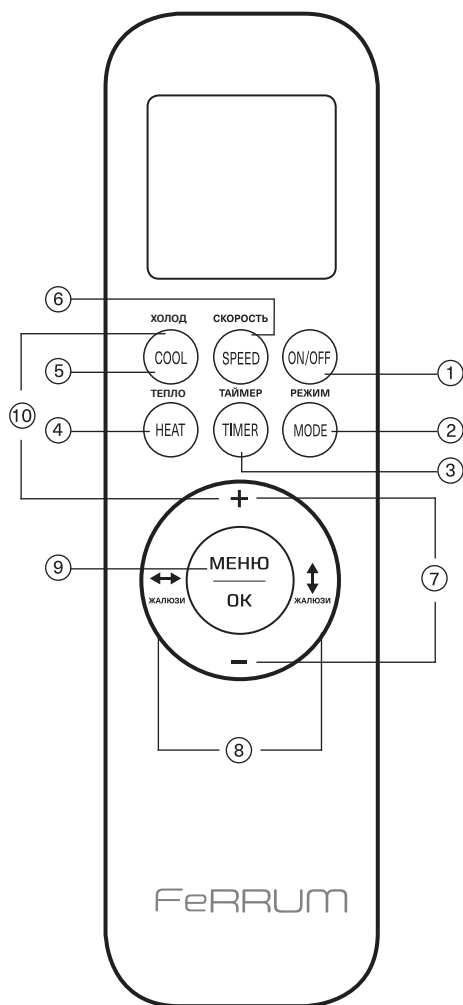 6
ХОЛОД СКОРОСТЬ
COOL SPEED ON/OFF
5 1
ТЕПЛО ТАЙМЕР РЕЖИМ
10
4 HEAT TIMER MODE 2
3
+
9 МЕНЮ 7
ЖАЛЮЗИ OK ЖАЛЮЗИ
−
8
FeRRUM